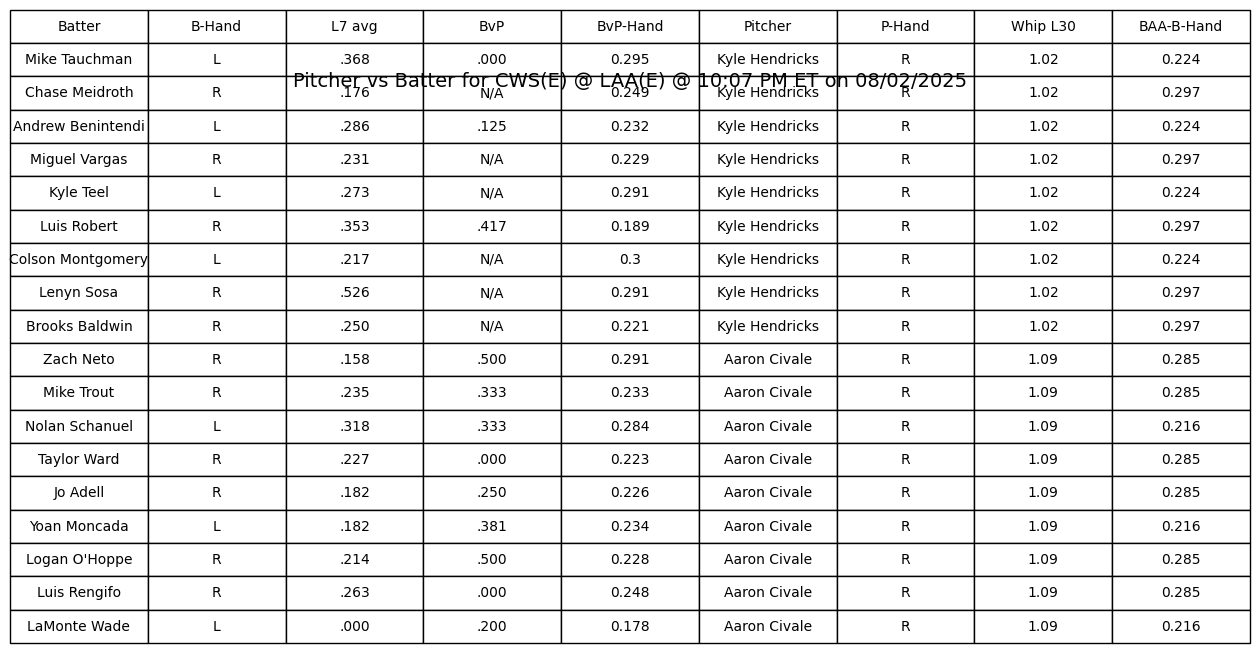 Batter B-Hand L7 avg BvP BvP-Hand Pitcher P-Hand Whip L30 BAA-B-Hand
Mike Tauchman L .368 .000 0.295 Kyle Hendricks R 1.02 0.224
Pitcher vs Batter for CWS(E) @ LAA(E) @ 10:07 PM ET on 08/02/2025
Chase Meidroth R .176 N/A 0.249 Kyle Hendricks R 1.02 0.297
Andrew Benintendi L .286 .125 0.232 Kyle Hendricks R 1.02 0.224
Miguel Vargas R .231 N/A 0.229 Kyle Hendricks R 1.02 0.297
Kyle Teel L .273 N/A 0.291 Kyle Hendricks R 1.02 0.224
Luis Robert R .353 .417 0.189 Kyle Hendricks R 1.02 0.297
Colson Montgomery L .217 N/A 0.3 Kyle Hendricks R 1.02 0.224
Lenyn Sosa R .526 N/A 0.291 Kyle Hendricks R 1.02 0.297
Brooks Baldwin R .250 N/A 0.221 Kyle Hendricks R 1.02 0.297
Zach Neto R .158 .500 0.291 Aaron Civale R 1.09 0.285
Mike Trout R .235 .333 0.233 Aaron Civale R 1.09 0.285
Nolan Schanuel L .318 .333 0.284 Aaron Civale R 1.09 0.216
Taylor Ward R .227 .000 0.223 Aaron Civale R 1.09 0.285
Jo Adell R .182 .250 0.226 Aaron Civale R 1.09 0.285
Yoan Moncada L .182 .381 0.234 Aaron Civale R 1.09 0.216
Logan O'Hoppe R .214 .500 0.228 Aaron Civale R 1.09 0.285
Luis Rengifo R .263 .000 0.248 Aaron Civale R 1.09 0.285
LaMonte Wade L .000 .200 0.178 Aaron Civale R 1.09 0.216